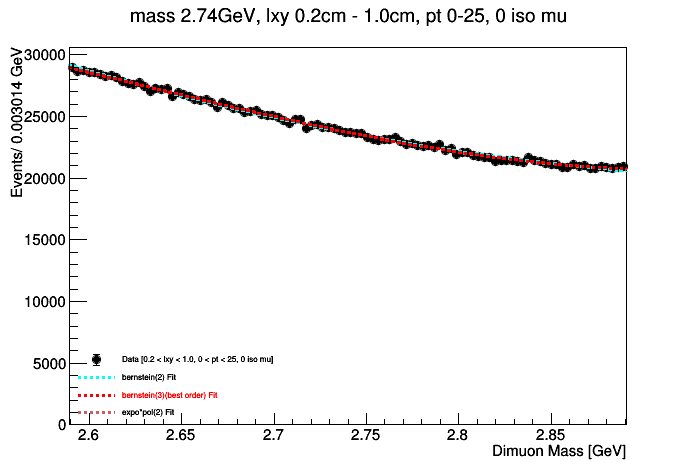 mass 2.74GeV, lxy 0.2cm - 1.0cm, pt 0-25, 0 iso mu
Events/ 0.003014 GeV
30000
25000
20000
15000
10000
5000
0
Data [0.2 < lxy < 1.0, 0 < pt < 25, 0 iso mu]
bernstein(2) Fit
bernstein(3)(best order) Fit
expo*pol(2) Fit
2.6 2.65 2.7 2.75 2.8 2.85
Dimuon Mass [GeV]